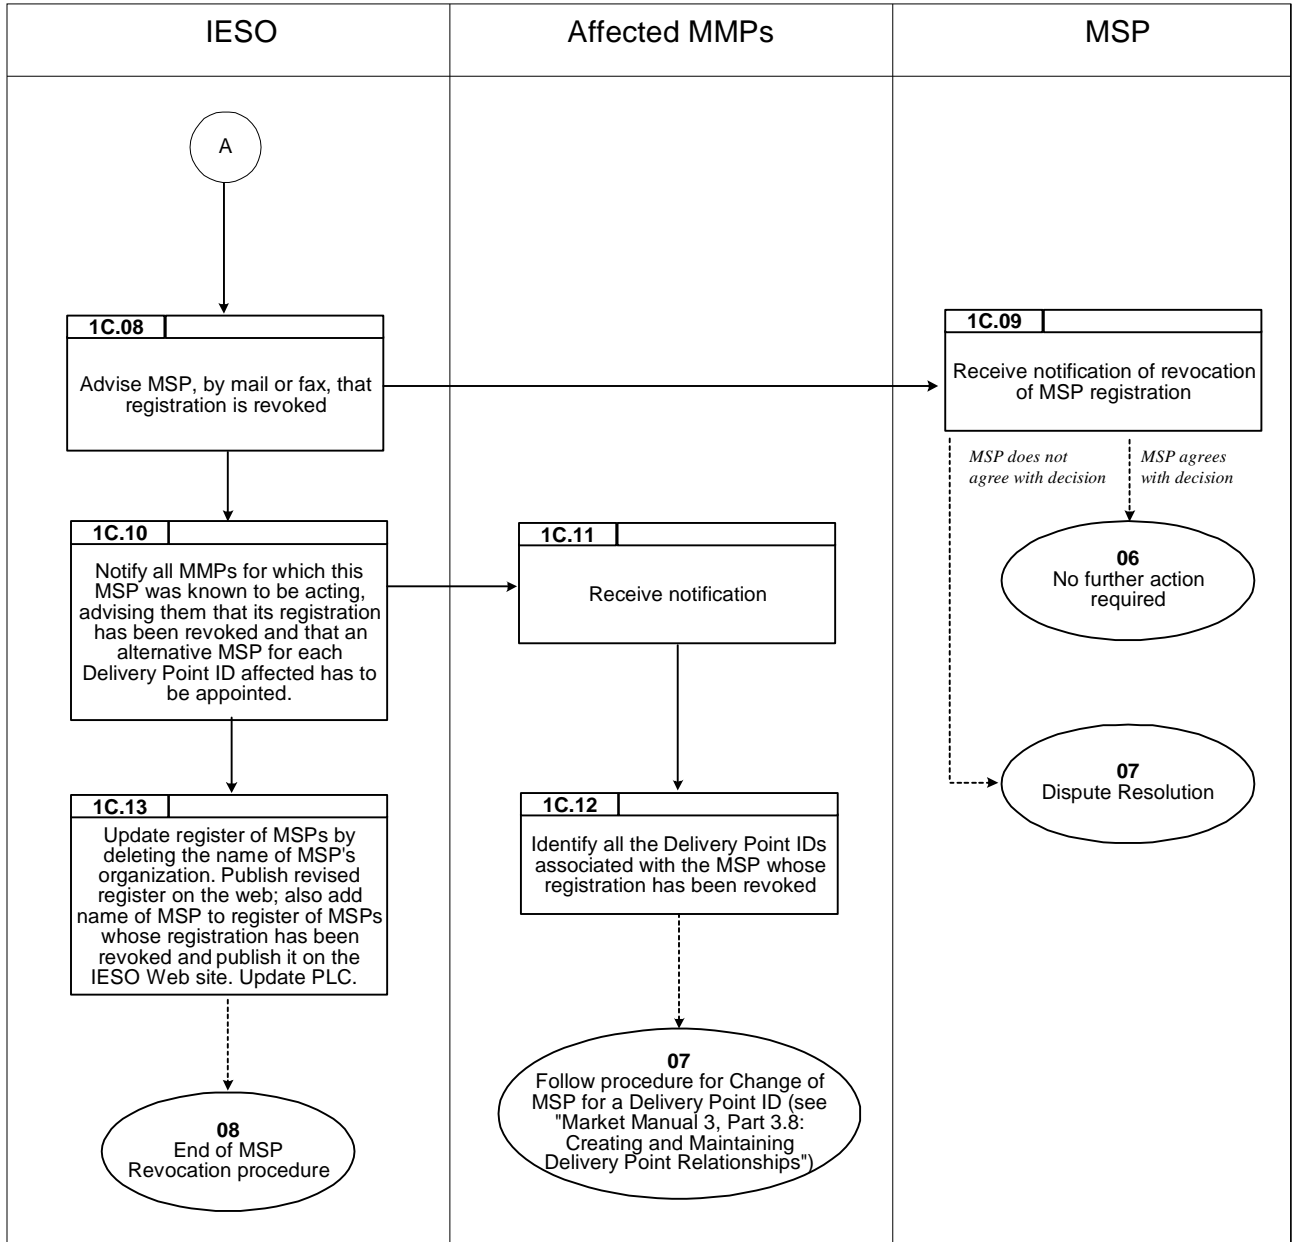 IESO
Affected MMPs
MSP
A
1C.08
Advise MSP, by mail or fax, that
registration is revoked
1C.09
Receive notification of revocation
of MSP registration
MSP does not
agree with decision
MSP agrees
with decision
1C.10
Notify all MMPs for which this
MSP was known to be acting,
advising them that its registration
has been revoked and that an
alternative MSP for each
Delivery Point ID affected has to
be appointed.
1C.11
Receive notification
06
No further action
required
07
Dispute Resolution
1C.13
Update register of MSPs by
deleting the name of MSP's
organization. Publish revised
register on the web; also add
name of MSP to register of MSPs
whose registration has been
revoked and publish it on the
IESO Web site. Update PLC.
1C.12
Identify all the Delivery Point IDs
associated with the MSP whose
registration has been revoked
07
Follow procedure for Change of
MSP for a Delivery Point ID (see
"Market Manual 3, Part 3.8:
Creating and Maintaining
Delivery Point Relationships")
08
End of MSP
Revocation procedure